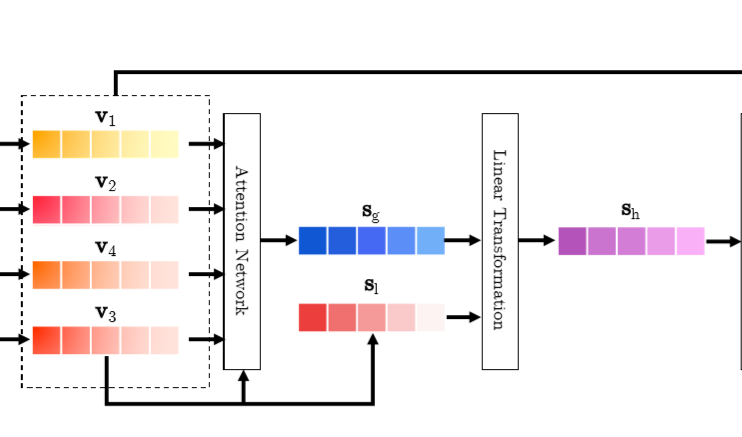 v1
v2
v4
v3
Attention Network
sg
sl
Linear Transformation
sh